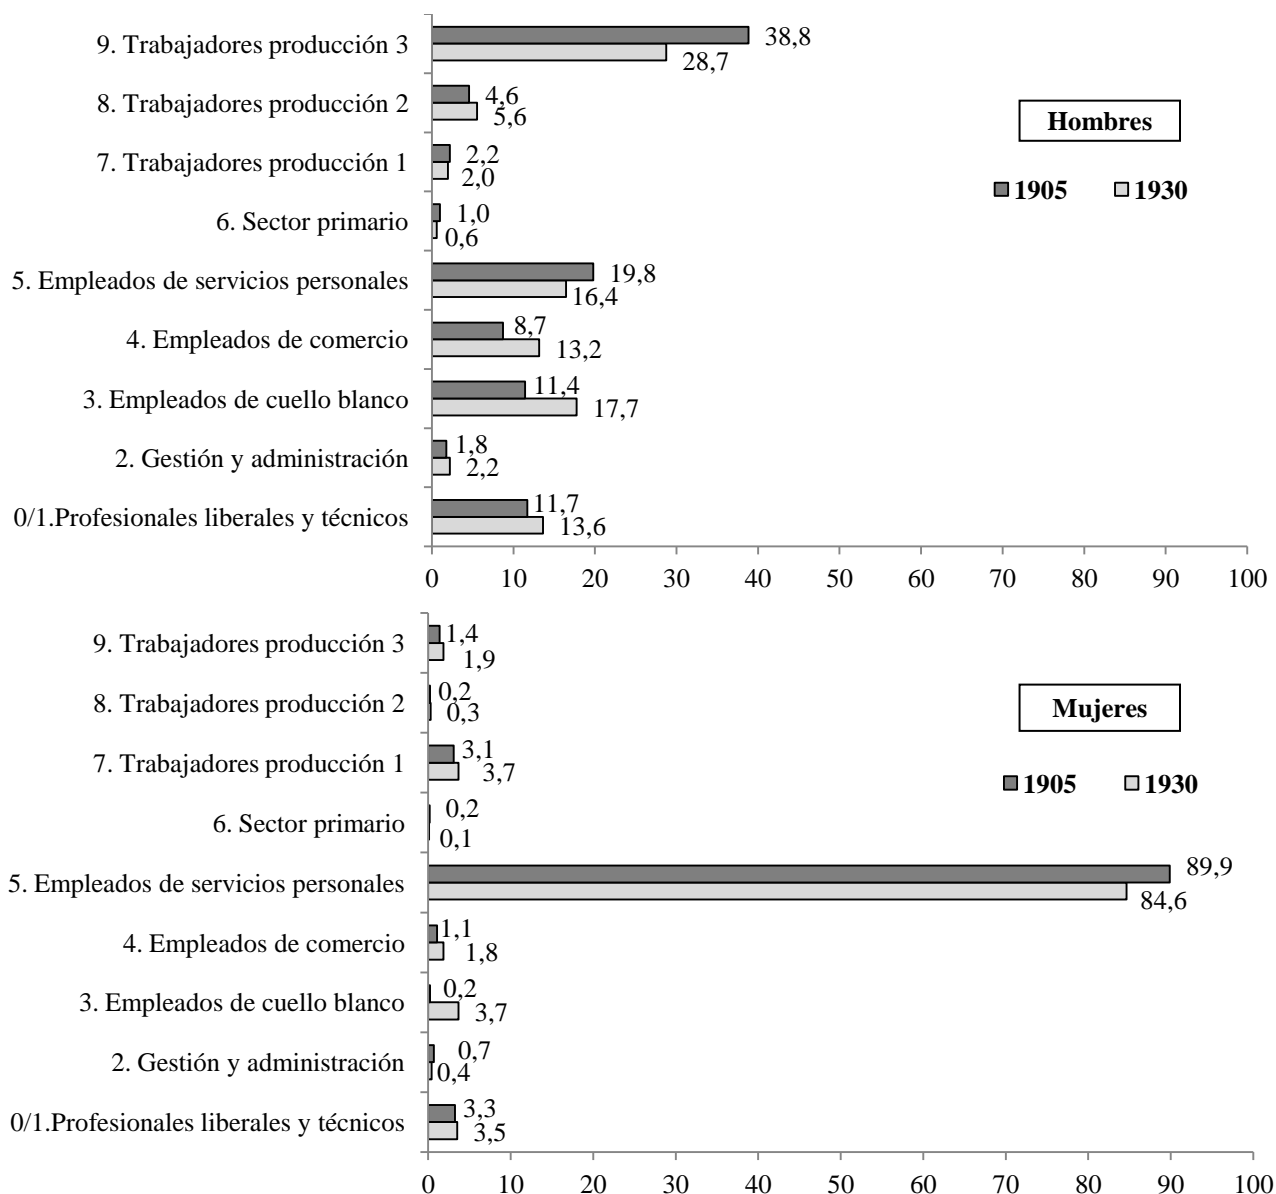 9. Trabajadores producción 3
38,8
28,7
8. Trabajadores producción 2
4,6
5,6
Hombres
7. Trabajadores producción 1
2,2
2,0
1905 1930
6. Sector primario
1,0
0,6
5. Empleados de servicios personales
19,8
16,4
4. Empleados de comercio
8,7
13,2
3. Empleados de cuello blanco
11,4
17,7
2. Gestión y administración
1,8
2,2
0/1.Profesionales liberales y técnicos
11,7
13,6
0 10 20 30 40 50 60 70 80 90 100
9. Trabajadores producción 3
1,4
1,9
8. Trabajadores producción 2
0,2
0,3
Mujeres
7. Trabajadores producción 1
3,1
3,7
1905 1930
6. Sector primario
0,2
0,1
5. Empleados de servicios personales
89,9
84,6
4. Empleados de comercio
1,1
1,8
3. Empleados de cuello blanco
0,2
3,7
2. Gestión y administración
0,7
0,4
0/1.Profesionales liberales y técnicos
3,3
3,5
0 10 20 30 40 50 60 70 80 90 100